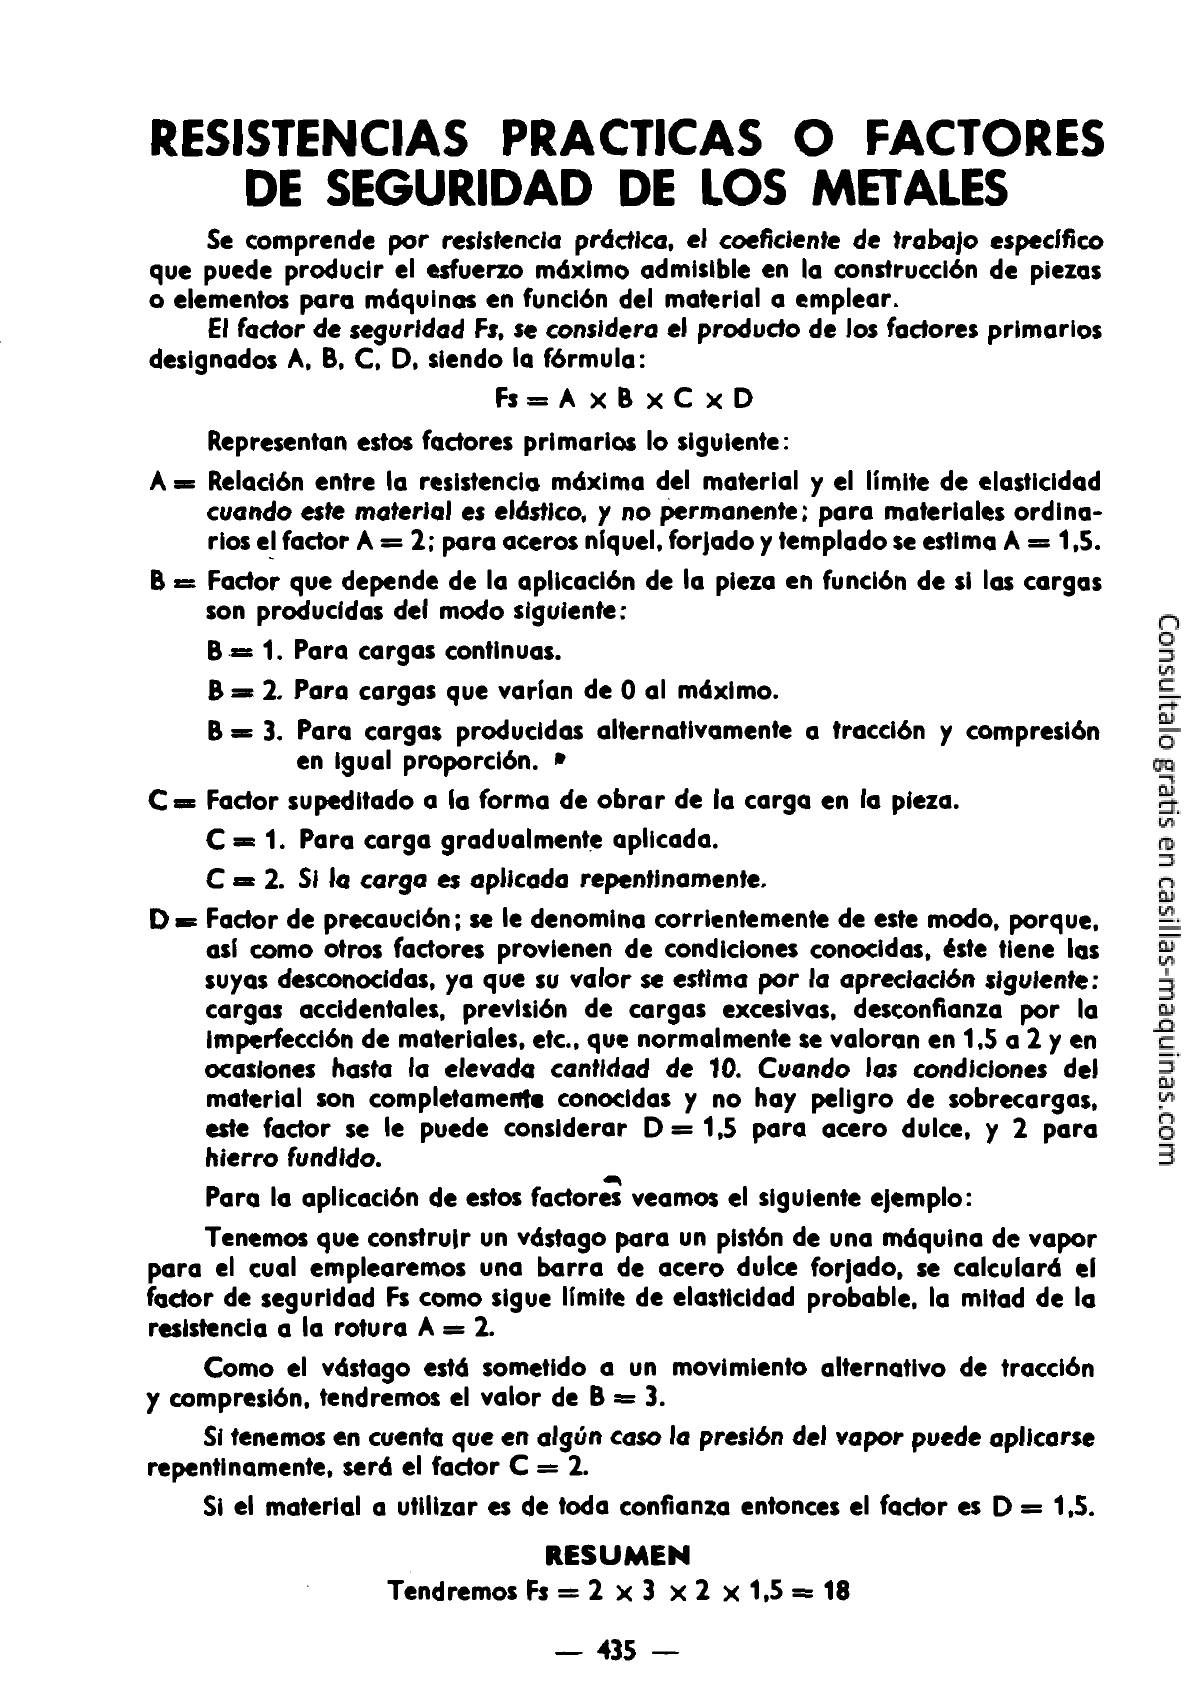 RESISTENCIAS PRACTICAS O FACTORES
DE SEGURIDAD DE LOS METALES
Se comprende por resistencia práctica, el coeficiente de trabajo específico
que puede producir el esfuerzo máximo admisible en la construcción de piezas
o elementos para máquinas en función del material a emplear.
El factor de seguridad Fs, se considera el producto de los factores primarios
designados A, B, C, D, siendo la fórmula:
Fs = A x B x C x D
Representan estos factores primarios lo siguiente:
A = Relación entre la resistencia máxima del material y el límite de elasticidad
cuando este material es elástico, y no permanente; para materiales ordina-
rios el factor A = 2; para aceros níquel, forjado y templado se estima A = 1,5.
B = Factor que depende de la aplicación de la pieza en función de si las cargas
son producidas del modo siguiente:
B = 1. Para cargas continuas.
B = 2. Para cargas que varían de 0 al máximo.
B = 3. Para cargas producidas alternativamente a tracción y compresión
en igual proporción.
C = Factor supeditado a la forma de obrar de la carga en la pieza.
C = 1. Para carga gradualmente aplicada.
C = 2. Si la carga es aplicada repentinamente.
D = Factor de precaución; se le denomina corrientemente de este modo, porque,
así como otros factores provienen de condiciones conocidas, éste tiene las
suyas desconocidas, ya que su valor se estima por la apreciación siguiente:
cargas accidentales, previsión de cargas excesivas, desconfianza por la
imperfección de materiales, etc., que normalmente se valoran en 1,5 a 2 y en
ocasiones hasta la elevada cantidad de 10. Cuando las condiciones del
material son completamente conocidas y no hay peligro de sobrecargas,
este factor se le puede considerar D = 1,5 para acero dulce, y 2 para
hierro fundido.
Para la aplicación de estos factores veamos el siguiente ejemplo:
Tenemos que construir un vástago para un pistón de una máquina de vapor
para el cual emplearemos una barra de acero dulce forjado, se calculará el
factor de seguridad Fs como sigue límite de elasticidad probable, la mitad de la
resistencia a la rotura A = 2.
Como el vástago está sometido a un movimiento alternativo de tracción
y compresión, tendremos el valor de B = 3.
Si tenemos en cuenta que en algún caso la presión del vapor puede aplicarse
repentinamente, será el factor C = 2.
Si el material a utilizar es de toda confianza entonces el factor es D = 1,5.
RESUMEN
Tendremos Fs = 2 x 3 x 2 x 1,5 = 18
— 435 —
Consultalo gratis en casillas-maquinas.com